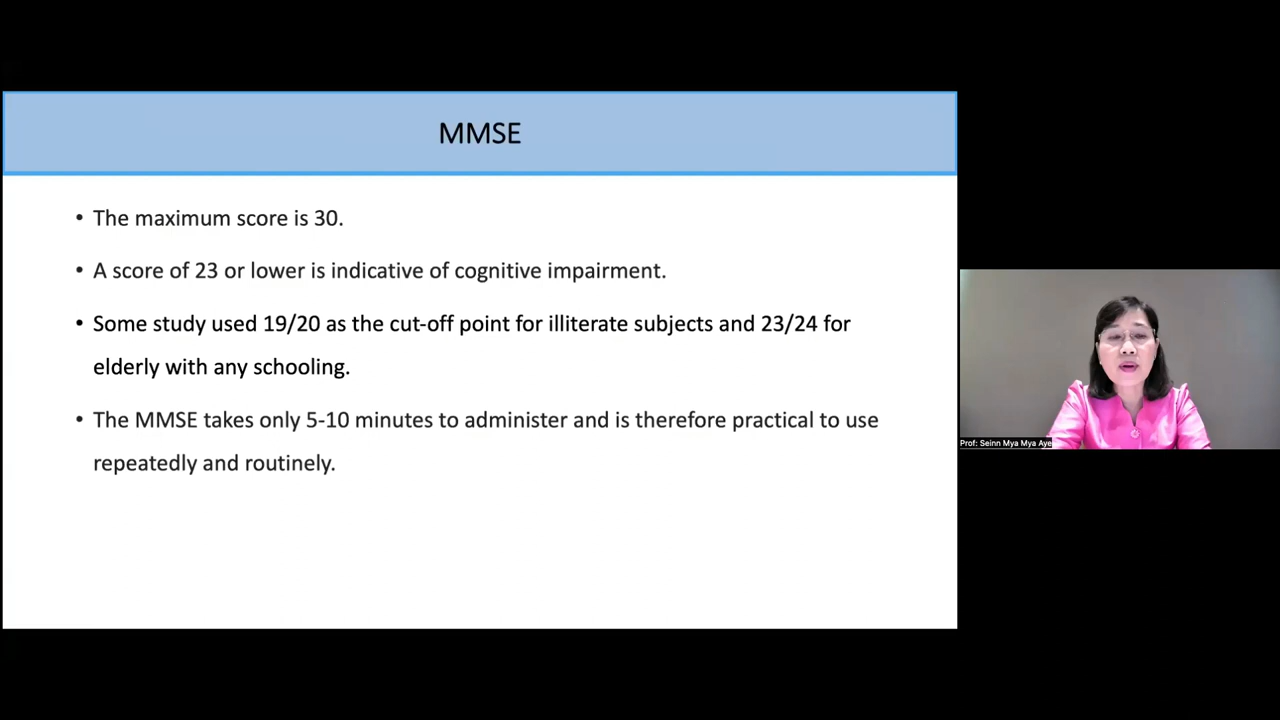 MMSE
• The maximum score is 30.
• A score of 23 or lower is indicative of cognitive impairment.
• Some study used 19/20 as the cut-off point for illiterate subjects and 23/24 for
elderly with any schooling.
• The MMSE takes only 5-10 minutes to administer and is therefore practical to use
repeatedly and routinely.
Prof: Seinn Mya Mya Aye